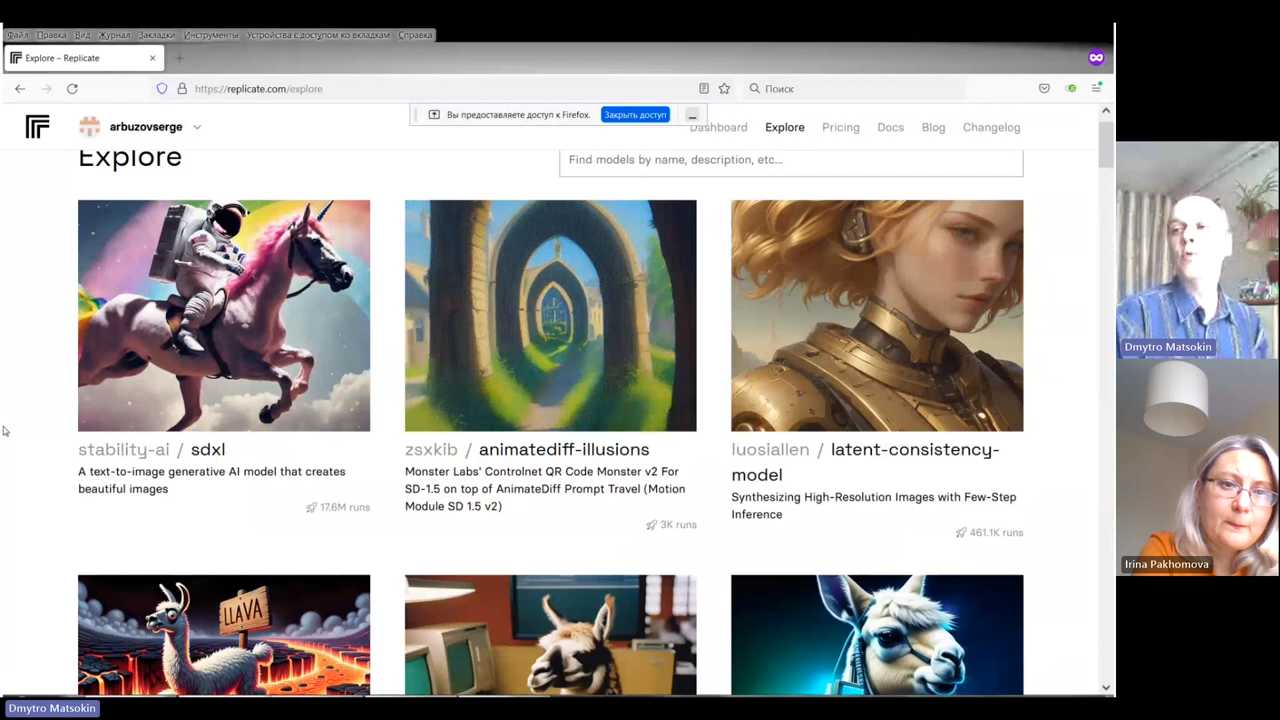 Файл Правка Вид Журнал Закладки Инструменты Устройства с доступом ко вкладкам Справка
Explore – Replicate
https://replicate.com/explore
Поиск
Вы предоставляете доступ к Firefox. Закрыть доступ
arbuzovserge
Dashboard Explore Pricing Docs Blog Changelog
Explore
Find models by name, description, etc...
stability-ai / sdxl
A text-to-image generative AI model that creates
beautiful images
17.6M runs
zsxkib / animatediff-illusions
Monster Labs' Controlnet QR Code Monster v2 For
SD-1.5 on top of AnimateDiff Prompt Travel (Motion
Module SD 1.5 v2)
3K runs
luosiallen / latent-consistency-
model
Synthesizing High-Resolution Images with Few-Step
Inference
461.1K runs
LLAVA
Dmytro Matsokin
Irina Pakhomova
Dmytro Matsokin